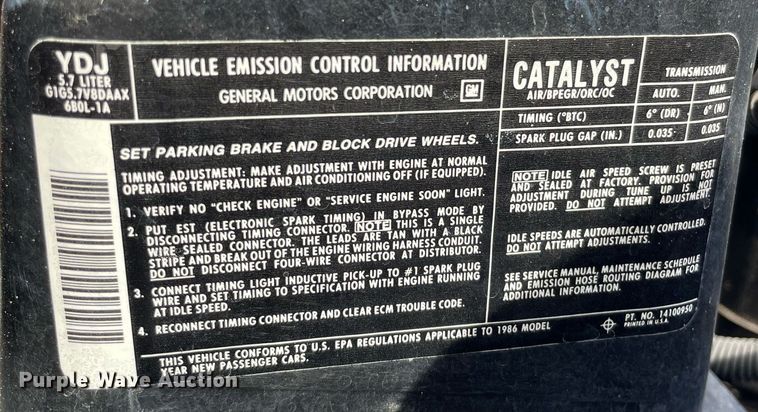 YDJ
5.7 LITER
G1G5.7V8DAAX
6B0L-1A
VEHICLE EMISSION CONTROL INFORMATION
GENERAL MOTORS CORPORATION GM
SET PARKING BRAKE AND BLOCK DRIVE WHEELS.
TIMING ADJUSTMENT: MAKE ADJUSTMENT WITH ENGINE AT NORMAL
OPERATING TEMPERATURE AND AIR CONDITIONING OFF (IF EQUIPPED).
1. VERIFY NO "CHECK ENGINE" OR "SERVICE ENGINE SOON" LIGHT.
2. PUT EST (ELECTRONIC SPARK TIMING) IN BYPASS MODE BY
DISCONNECTING TIMING CONNECTOR. NOTE THIS IS A SINGLE
WIRE SEALED CONNECTOR. THE LEADS ARE TAN WITH A BLACK
STRIPE AND BREAK OUT OF THE ENGINE WIRING HARNESS CONDUIT.
DO NOT DISCONNECT FOUR-WIRE CONNECTOR AT DISTRIBUTOR.
3. CONNECT TIMING LIGHT INDUCTIVE PICK-UP TO #1 SPARK PLUG
WIRE AND SET TIMING TO SPECIFICATION WITH ENGINE RUNNING
AT IDLE SPEED.
4. RECONNECT TIMING CONNECTOR AND CLEAR ECM TROUBLE CODE.
THIS VEHICLE CONFORMS TO U.S. EPA REGULATIONS APPLICABLE TO 1986 MODEL
YEAR NEW PASSENGER CARS.
CATALYST
AIR/BPEGR/ORC/OC
TRANSMISSION
AUTO. MAN.
TIMING (°BTC) 6° (DR) 6° (N)
SPARK PLUG GAP (IN.) 0.035 0.035
NOTE IDLE AIR SPEED SCREW IS PRESET
AND SEALED AT FACTORY. PROVISION FOR
ADJUSTMENT DURING TUNE UP IS NOT
PROVIDED. DO NOT ATTEMPT ADJUSTMENT.
IDLE SPEEDS ARE AUTOMATICALLY CONTROLLED.
DO NOT ATTEMPT ADJUSTMENTS.
SEE SERVICE MANUAL, MAINTENANCE SCHEDULE
AND EMISSION HOSE ROUTING DIAGRAM FOR
ADDITIONAL INFORMATION.
PT. NO. 14100950
PRINTED IN U.S.A.
Purple Wave Auction